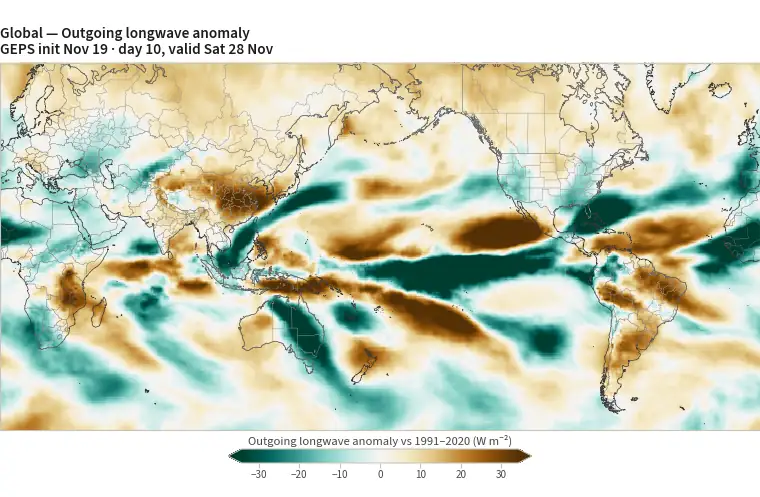 Global — Outgoing longwave anomaly
GEPS init Nov 19 · day 10, valid Sat 28 Nov
Outgoing longwave anomaly vs 1991–2020 (W m⁻²)
−30 −20 −10 0 10 20 30